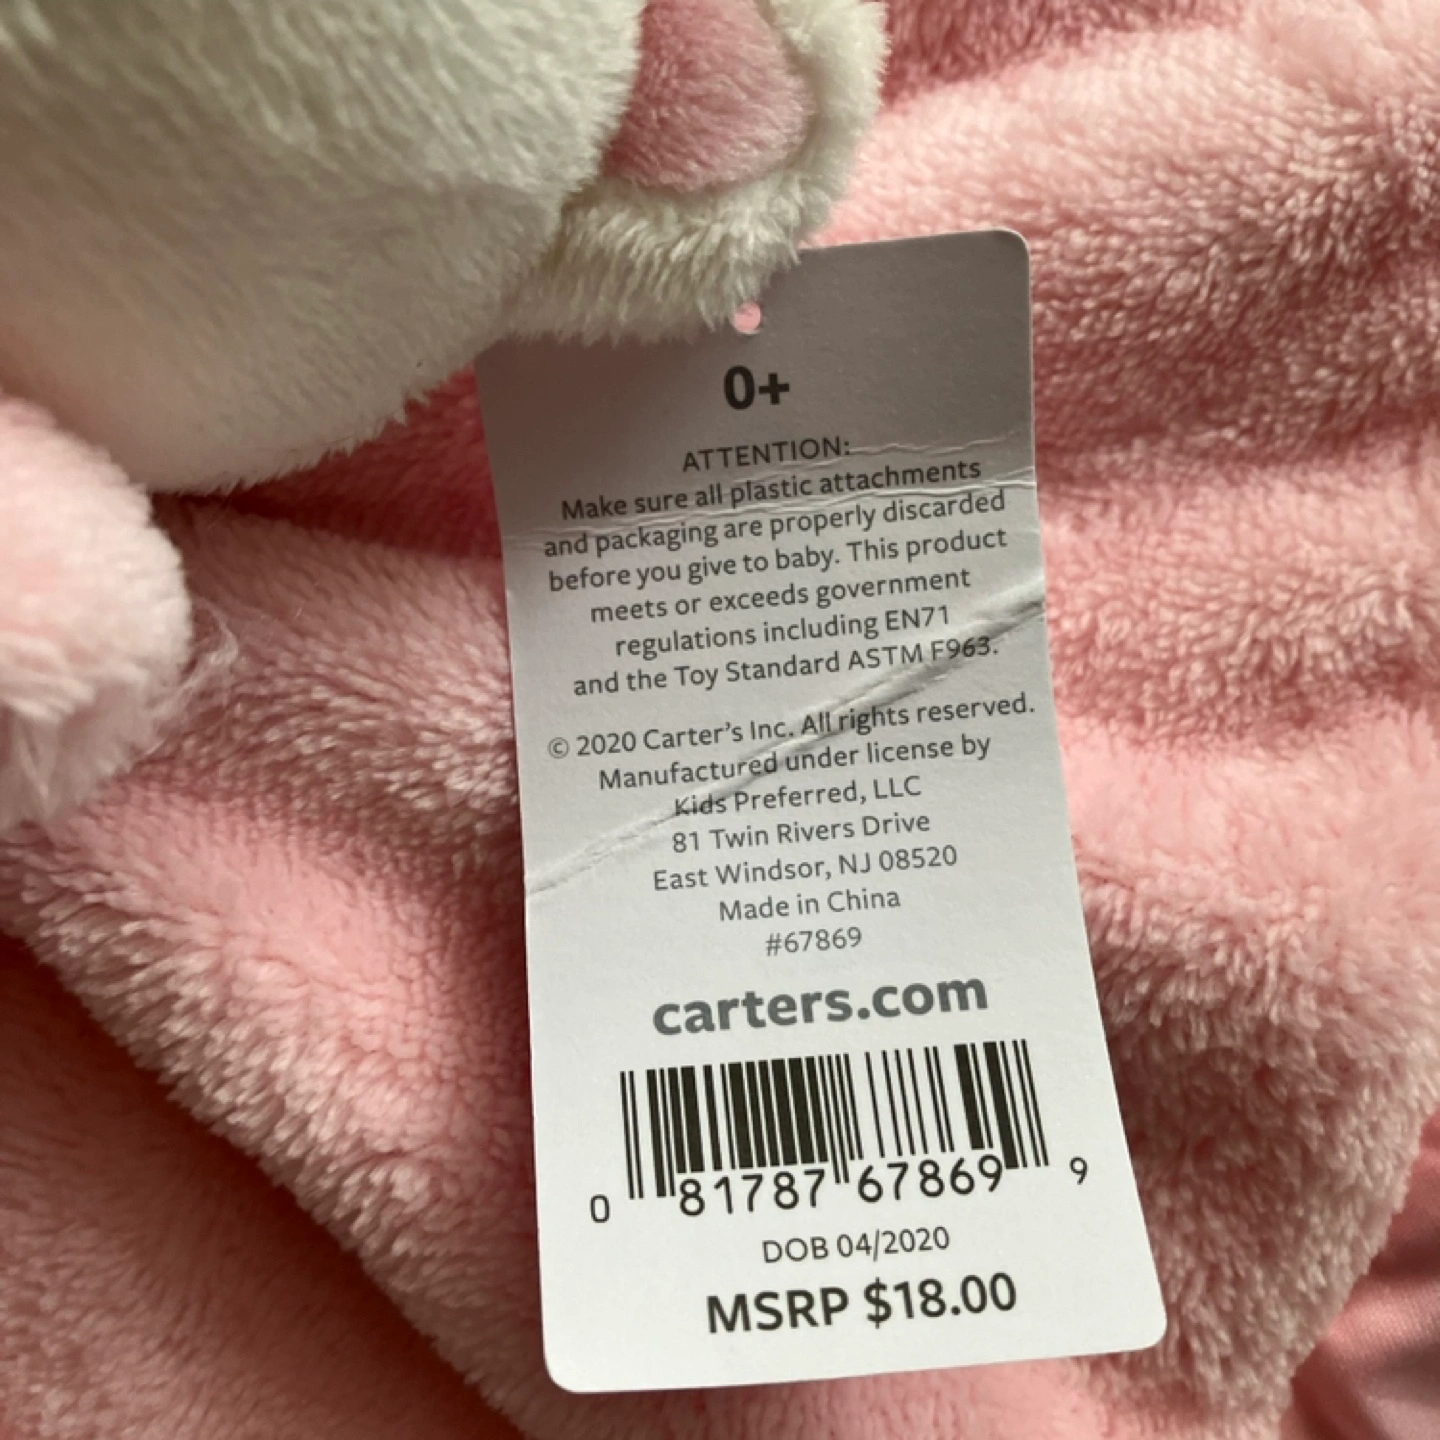 0+
ATTENTION:
Make sure all plastic attachments
and packaging are properly discarded
before you give to baby. This product
meets or exceeds government
regulations including EN71
and the Toy Standard ASTM F963.
© 2020 Carter's Inc. All rights reserved.
Manufactured under license by
Kids Preferred, LLC
81 Twin Rivers Drive
East Windsor, NJ 08520
Made in China
#67869
carters.com
0 81787 67869 9
DOB 04/2020
MSRP $18.00